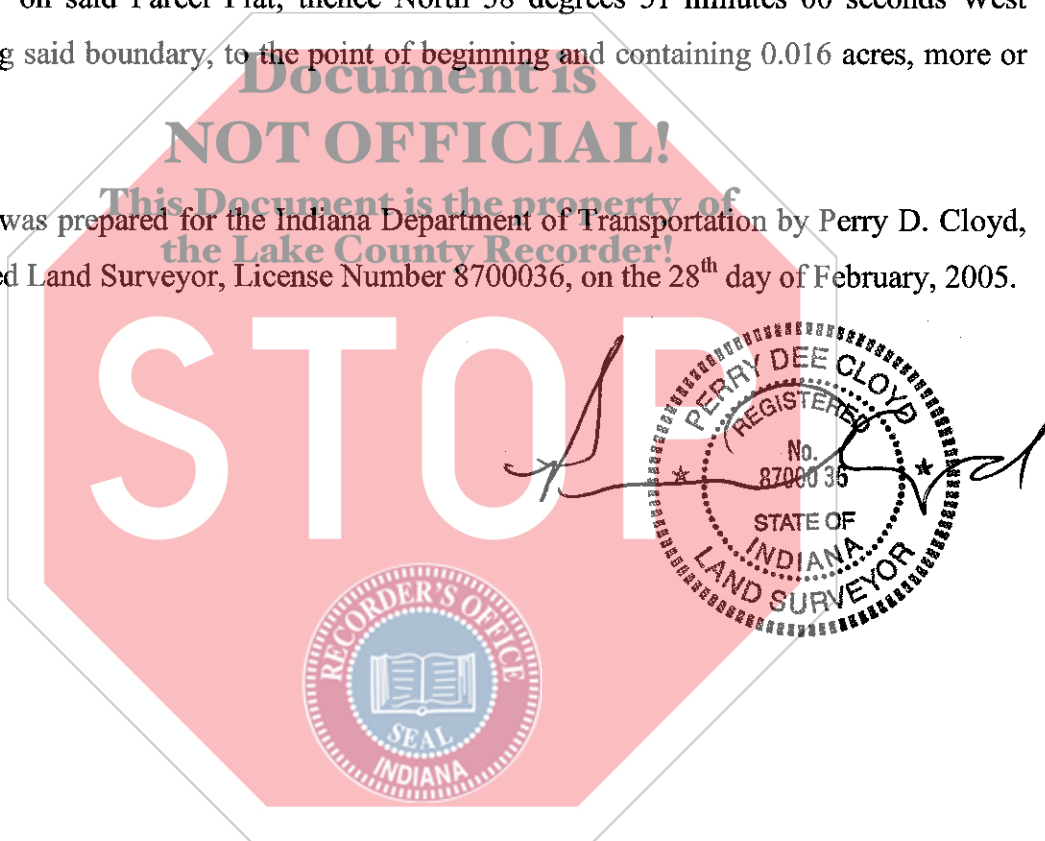 on said Parcel Plat; thence North 58 degrees 51 minutes 00 seconds West
g said boundary, to the point of beginning and containing 0.016 acres, more or
Document is
NOT OFFICIAL!
This Document is the property of
was prepared for the Indiana Department of Transportation by Perry D. Cloyd,
the Lake County Recorder!
ed Land Surveyor, License Number 8700036, on the 28th day of February, 2005.
STOP
PERRY DEE CLOYD
REGISTERED
No.
8700036
STATE OF
INDIANA
LAND SURVEYOR
RECORDER'S OFFICE
SEAL
INDIANA